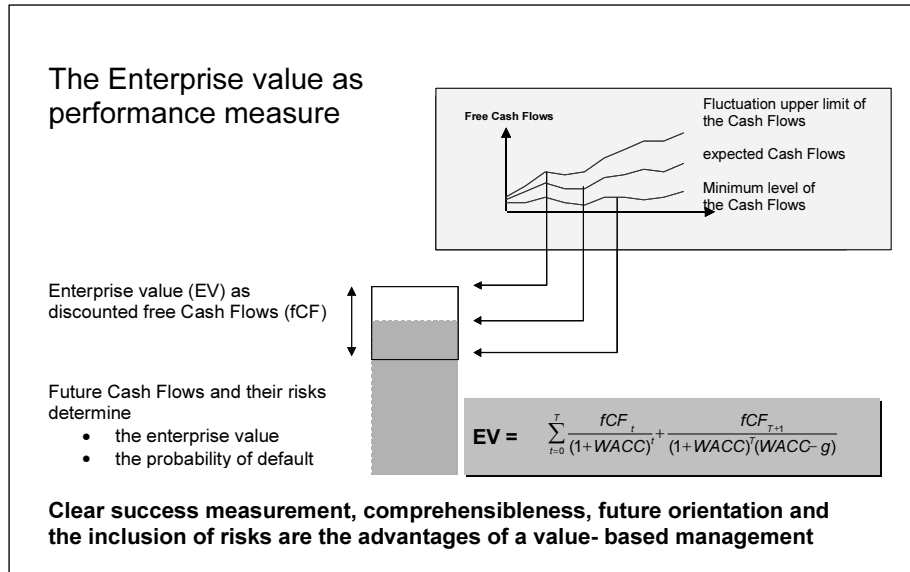 The Enterprise value as
performance measure
Free Cash Flows
Fluctuation upper limit of
the Cash Flows
expected Cash Flows
Minimum level of
the Cash Flows
Enterprise value (EV) as
discounted free Cash Flows (fCF)
Future Cash Flows and their risks
determine
• the enterprise value
• the probability of default
EV = \sum_{t=0}^{T} \frac{fCF_t}{(1+WACC)^t} + \frac{fCF_{T+1}}{(1+WACC)^T(WACC-g)}
Clear success measurement, comprehensibleness, future orientation and
the inclusion of risks are the advantages of a value- based management